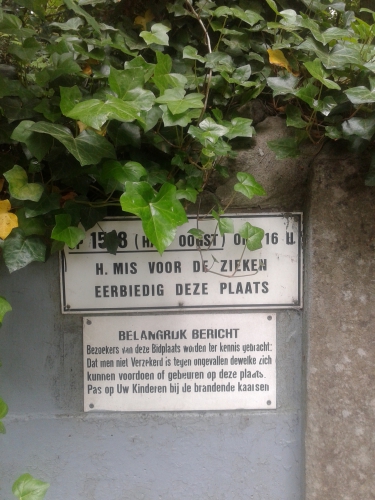 (HALF OOGST) OM 16 U
H. MIS VOOR DE ZIEKEN
EERBIEDIG DEZE PLAATS
BELANGRIJK BERICHT
Bezoekers van deze Bidplaats worden ter kennis gebracht:
Dat men niet Verzekerd is tegen ongevallen dewelke zich
kunnen voordoen of gebeuren op deze plaats.
Pas op Uw Kinderen bij de brandende kaarsen